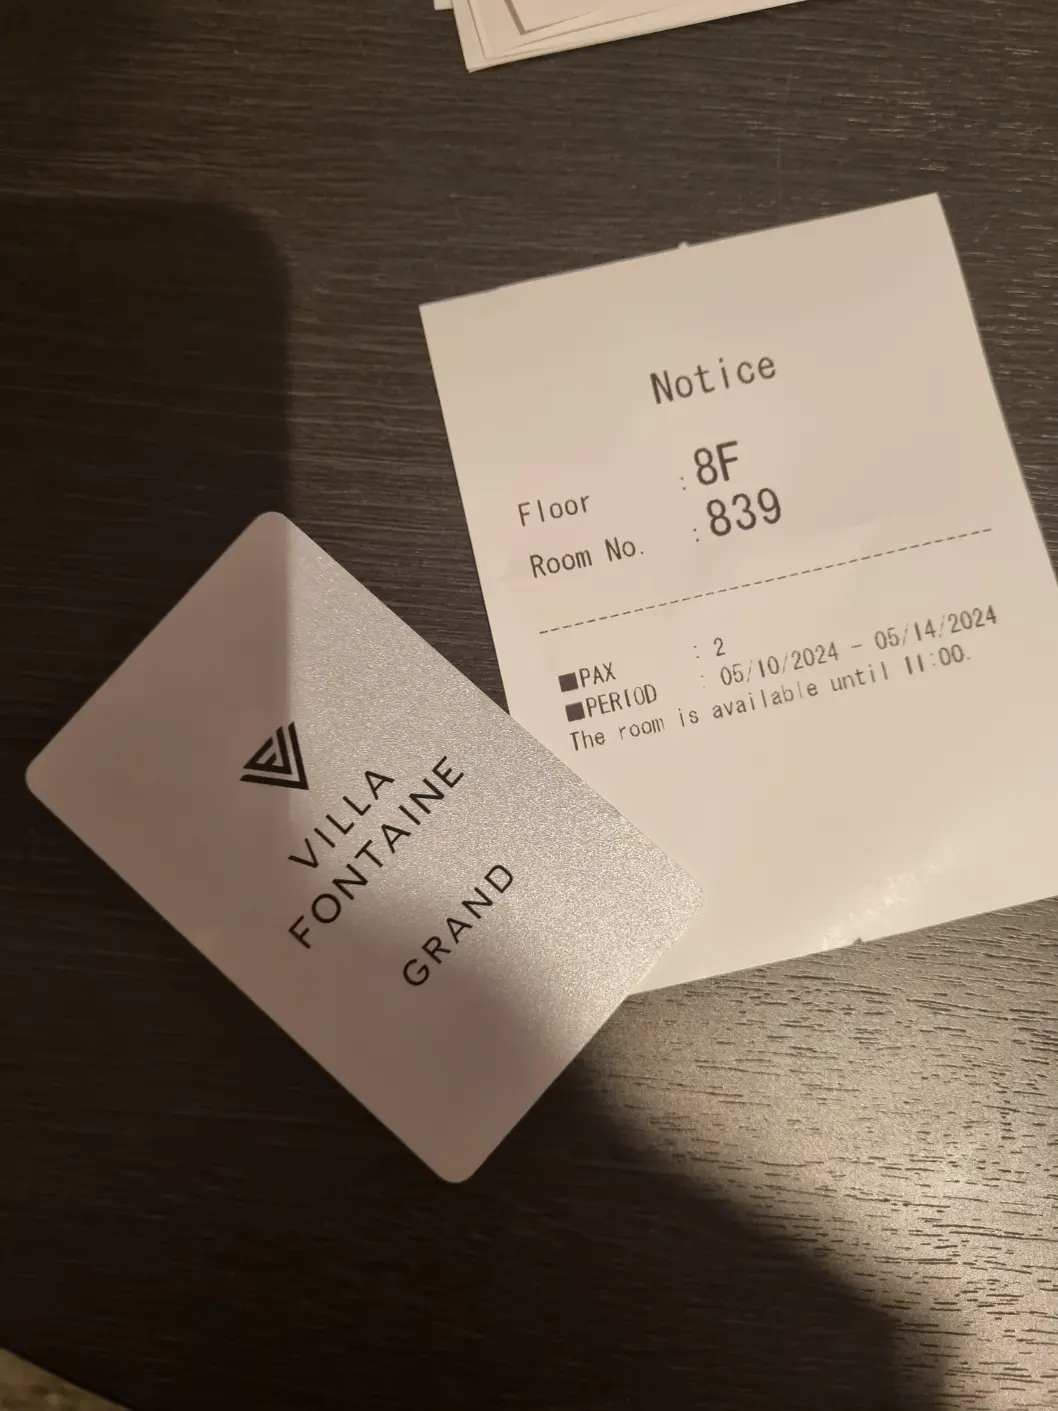 Notice
Floor : 8F
Room No. : 839
■PAX : 2
■PERIOD : 05/10/2024 - 05/14/2024
The room is available until 11:00.
VILLA
FONTAINE
GRAND